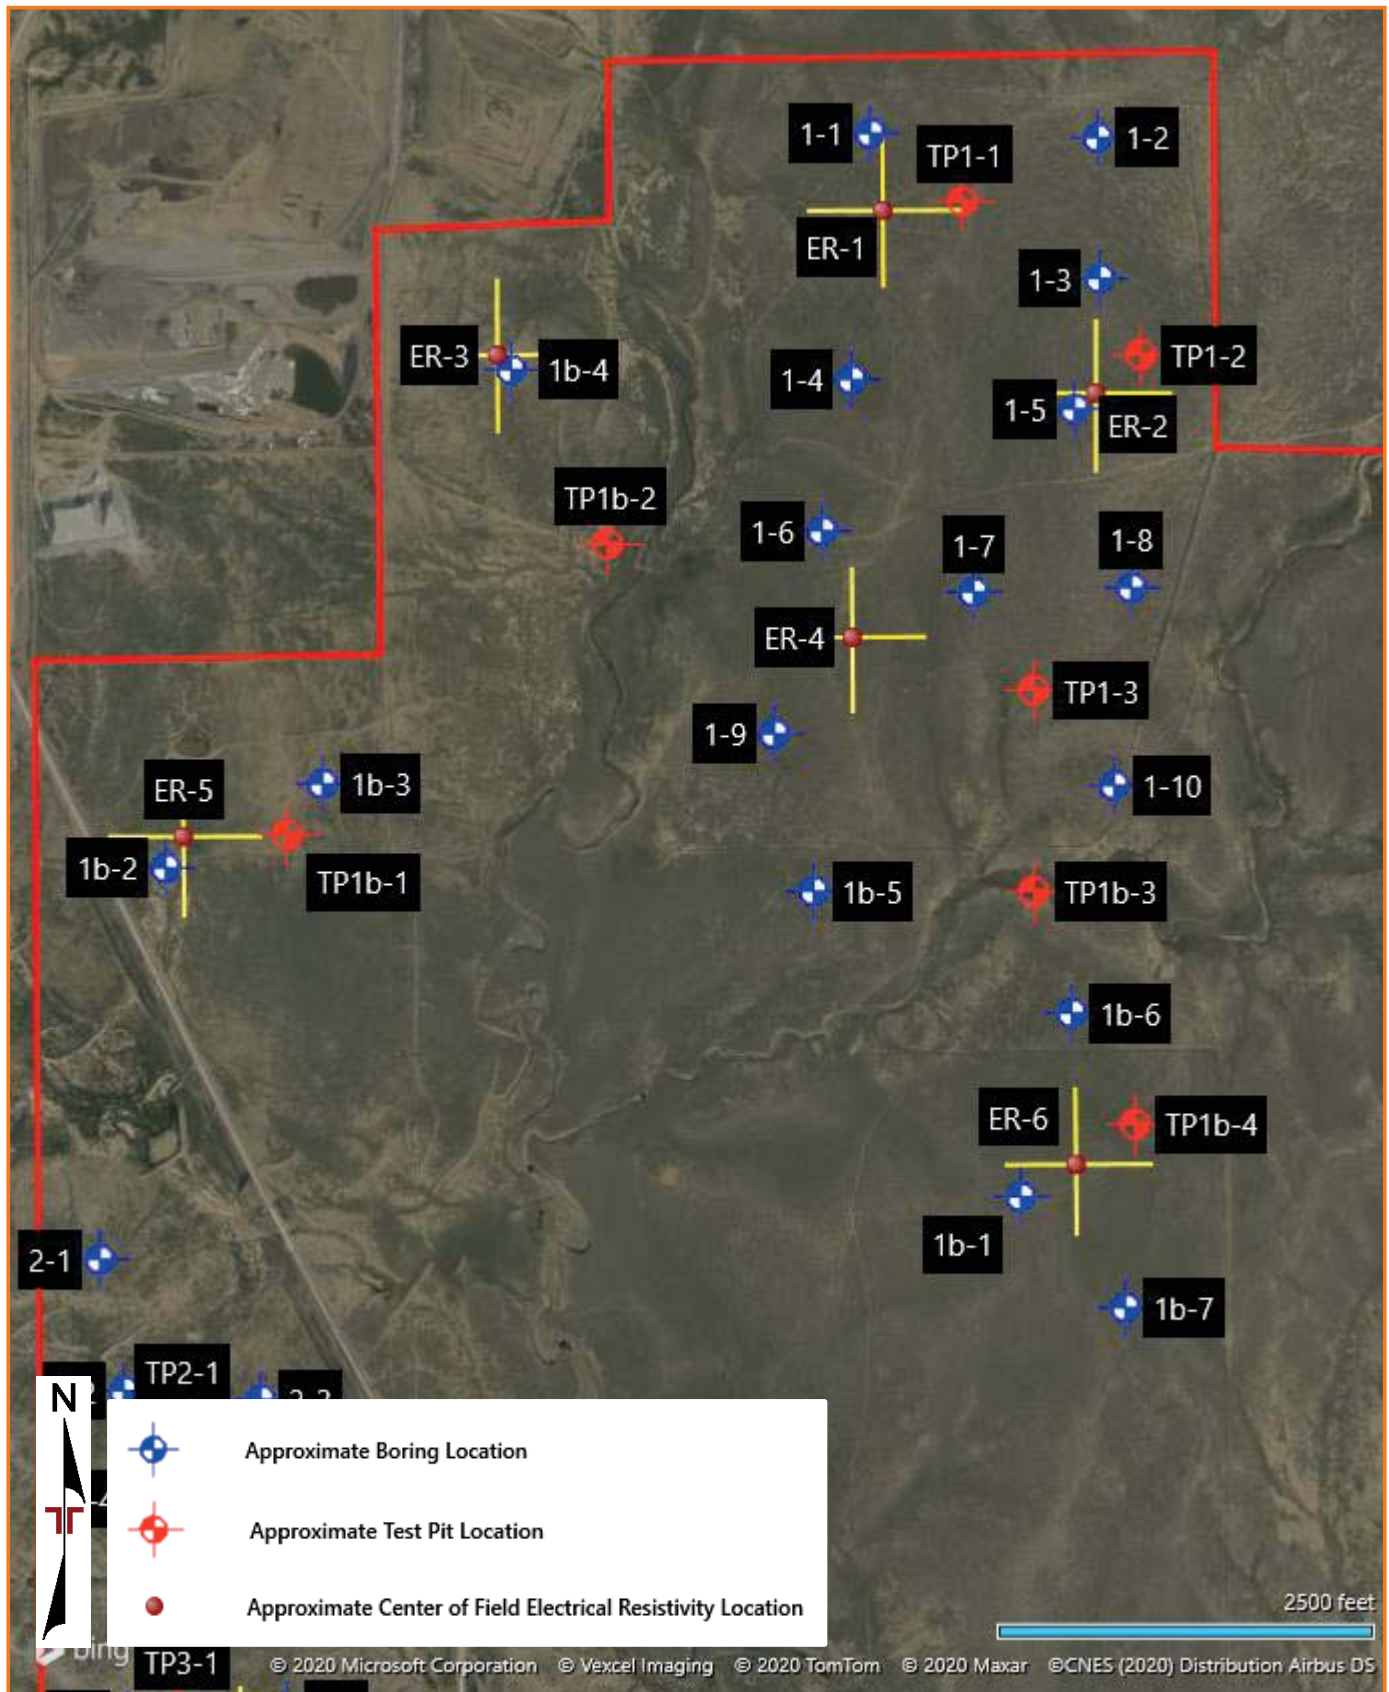 1-1
1-2
TP1-1
ER-1
1-3
ER-3
1b-4
1-4
TP1-2
1-5
ER-2
TP1b-2
1-6
1-7
1-8
ER-4
TP1-3
1-9
ER-5
1b-3
1-10
1b-2
TP1b-1
1b-5
TP1b-3
1b-6
ER-6
TP1b-4
1b-1
2-1
1b-7
TP2-1
N
Approximate Boring Location
Approximate Test Pit Location
Approximate Center of Field Electrical Resistivity Location
2500 feet
bing
TP3-1
© 2020 Microsoft Corporation © Vexcel Imaging © 2020 TomTom © 2020 Maxar ©CNES (2020) Distribution Airbus DS